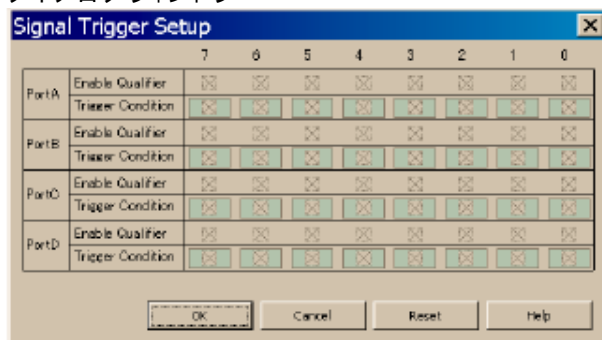 Signal Trigger Setup
7 6 5 4 3 2 1 0
PortA
Enable Qualifier
Trigger Condition
PortB
Enable Qualifier
Trigger Condition
PortC
Enable Qualifier
Trigger Condition
PortD
Enable Qualifier
Trigger Condition
OK Cancel Reset Help